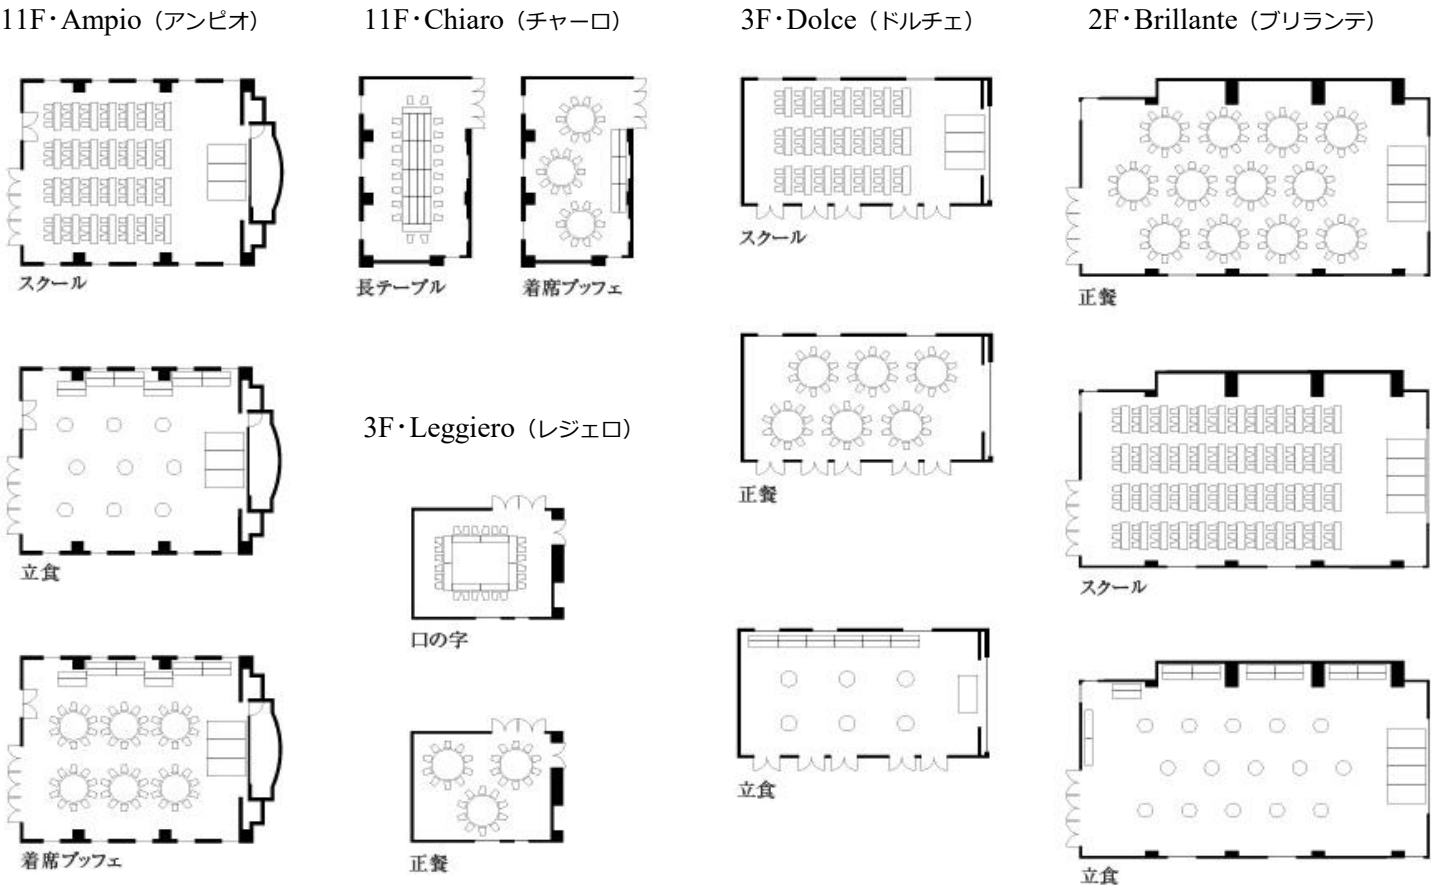 11F・Ampio（アンピオ）
スクール
立食
着席ブッフェ
11F・Chiaro（チャーロ）
長テーブル
着席ブッフェ
3F・Leggiero（レジェロ）
口の字
正餐
3F・Dolce（ドルチェ）
スクール
正餐
立食
2F・Brillante（ブリランテ）
正餐
スクール
立食